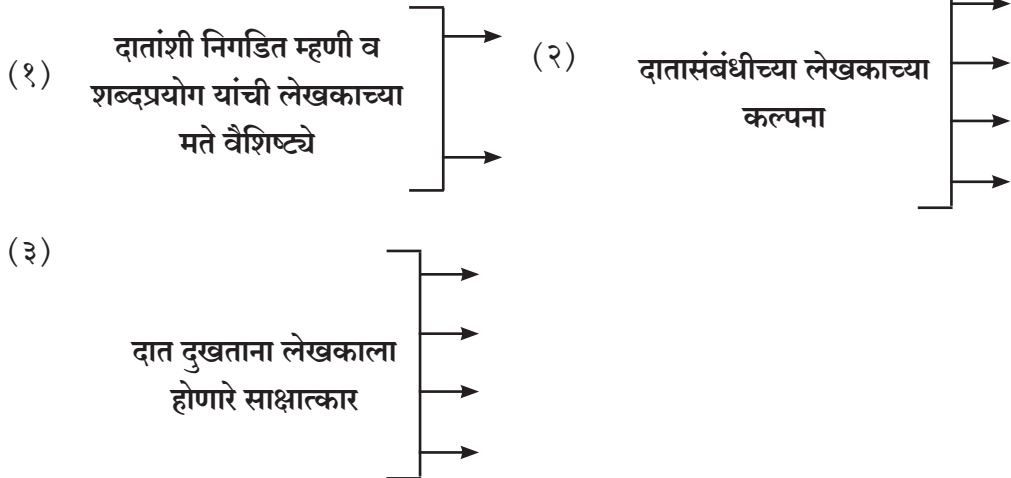 (१)
दातांशी निगडित म्हणी व
शब्दप्रयोग यांची लेखकाच्या
मते वैशिष्ट्ये
(२)
दातासंबंधीच्या लेखकाच्या
कल्पना
(३)
दात दुखताना लेखकाला
होणारे साक्षात्कार